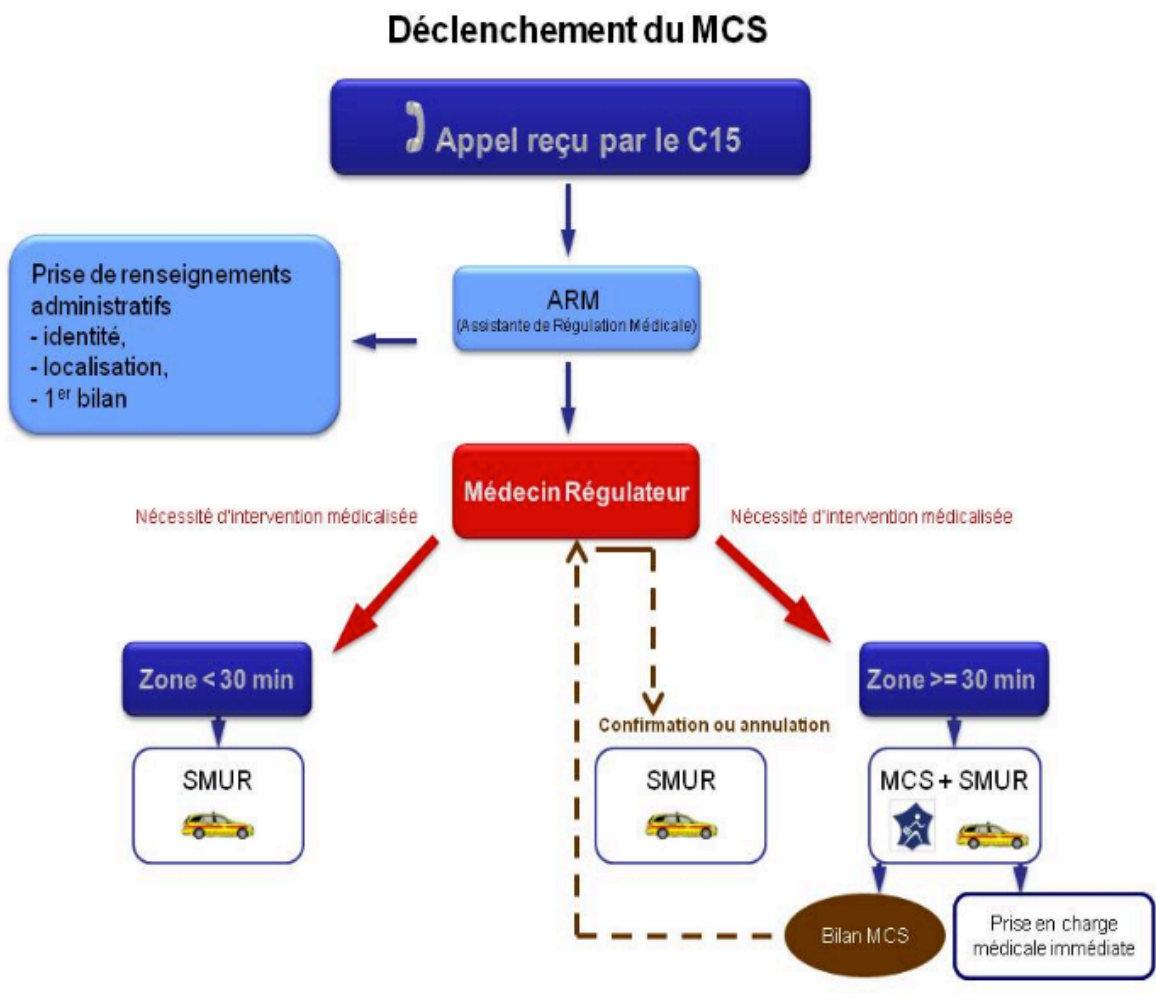 Déclenchement du MCS
Appel reçu par le C15
Prise de renseignements
administratifs
- identité,
- localisation,
- 1er bilan
ARM
(Assistante de Régulation Médicale)
Médecin Régulateur
Nécessité d'intervention médicalisée
Nécessité d'intervention médicalisée
Zone < 30 min
Zone >= 30 min
Confirmation ou annulation
SMUR
SMUR
MCS + SMUR
Bilan MCS
Prise en charge
médicale immédiate